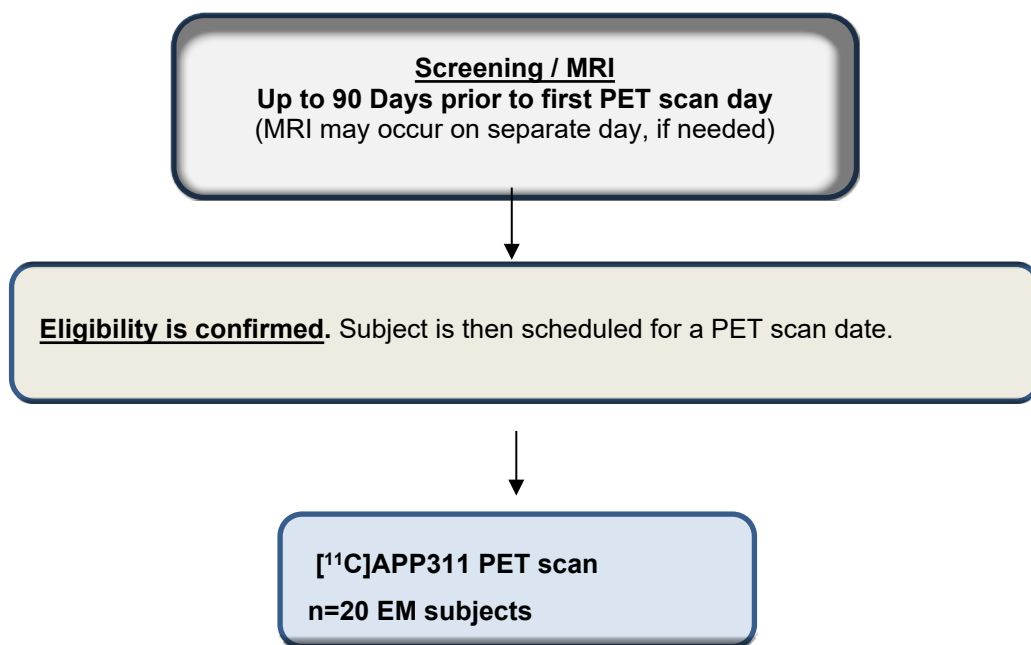 Screening / MRI
Up to 90 Days prior to first PET scan day
(MRI may occur on separate day, if needed)
Eligibility is confirmed. Subject is then scheduled for a PET scan date.
[¹¹C]APP311 PET scan
n=20 EM subjects